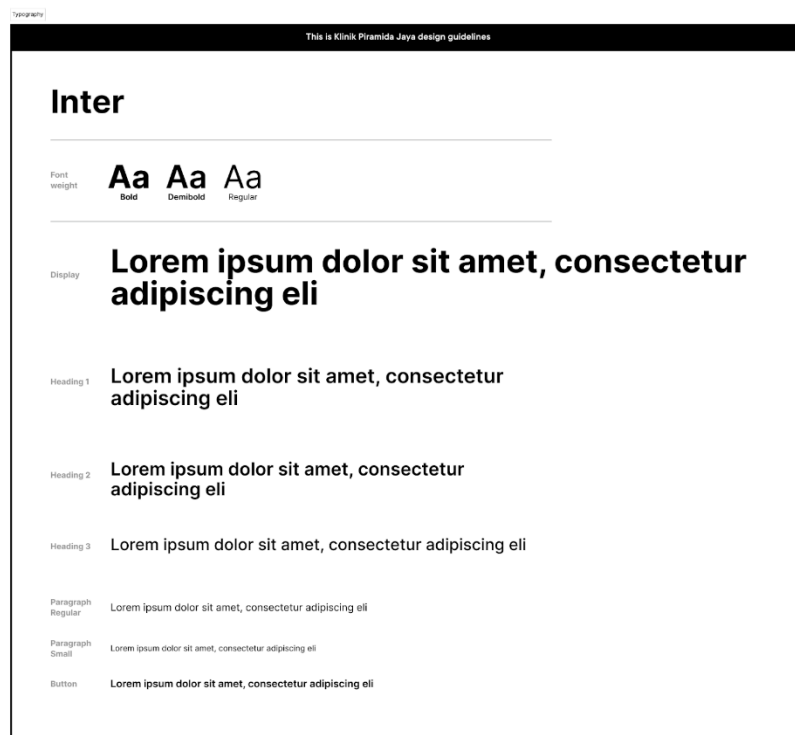 Typography
This is Klinik Piramida Jaya design guidelines
Inter
Font
weight
Aa Aa Aa
Bold Demibold Regular
Display
Lorem ipsum dolor sit amet, consectetur
adipiscing eli
Heading 1
Lorem ipsum dolor sit amet, consectetur
adipiscing eli
Heading 2
Lorem ipsum dolor sit amet, consectetur
adipiscing eli
Heading 3
Lorem ipsum dolor sit amet, consectetur adipiscing eli
Paragraph
Regular
Lorem ipsum dolor sit amet, consectetur adipiscing eli
Paragraph
Small
Lorem ipsum dolor sit amet, consectetur adipiscing eli
Button
Lorem ipsum dolor sit amet, consectetur adipiscing eli